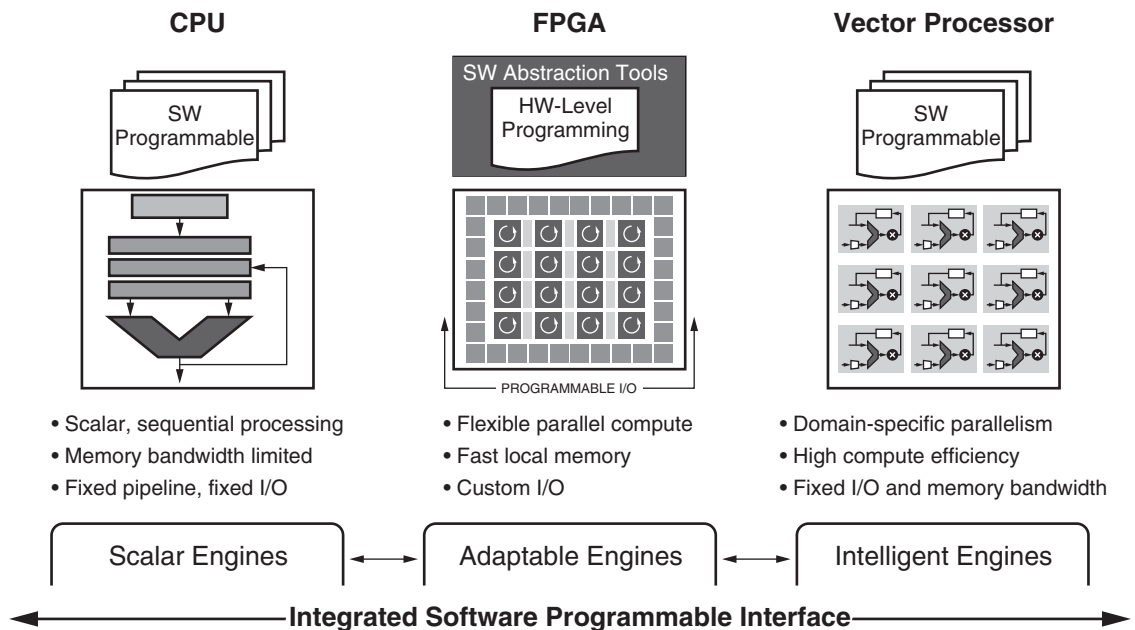 CPU
FPGA
Vector Processor
SW
Programmable
SW Abstraction Tools
HW-Level
Programming
SW
Programmable
PROGRAMMABLE I/O
• Scalar, sequential processing
• Memory bandwidth limited
• Fixed pipeline, fixed I/O
• Flexible parallel compute
• Fast local memory
• Custom I/O
• Domain-specific parallelism
• High compute efficiency
• Fixed I/O and memory bandwidth
Scalar Engines
Adaptable Engines
Intelligent Engines
Integrated Software Programmable Interface